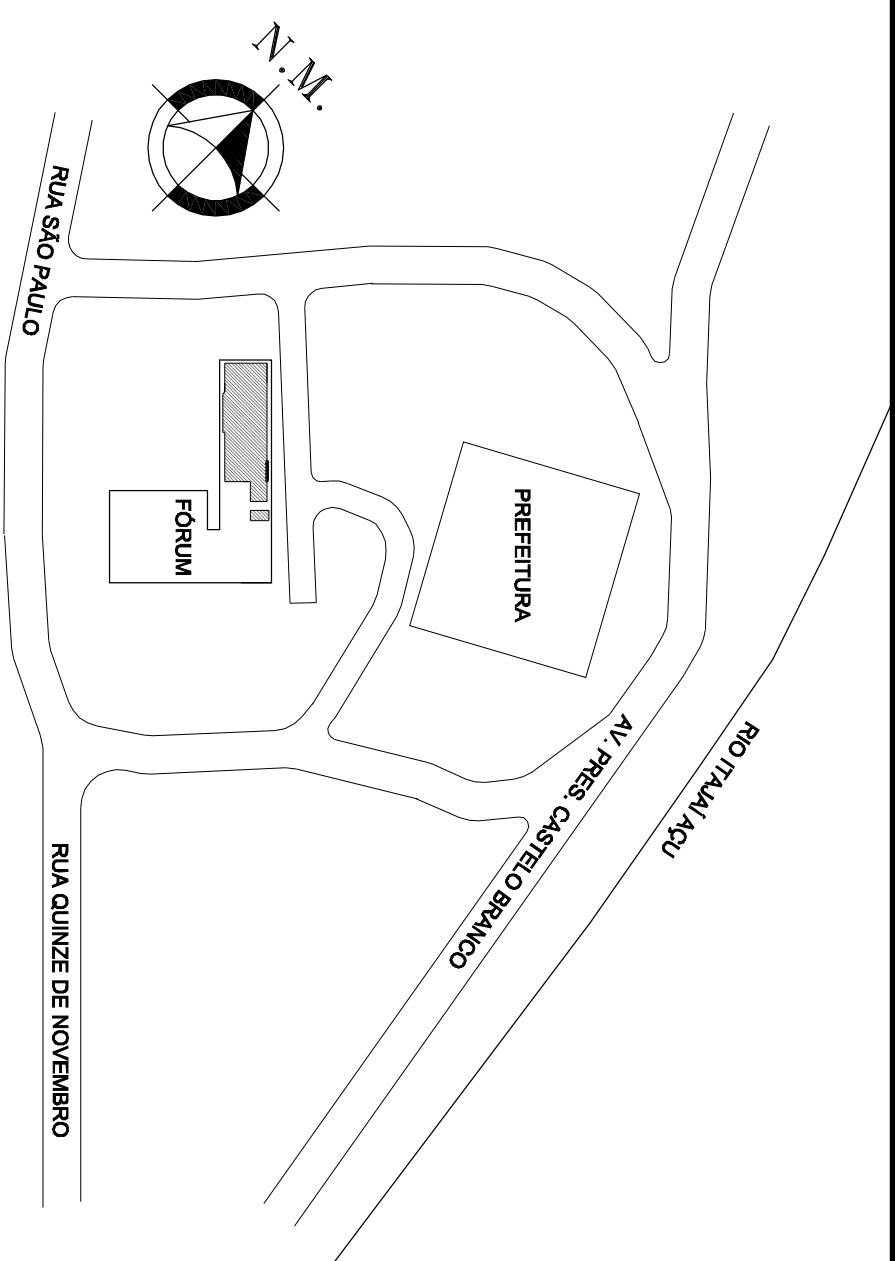 N.M.
RUA SÃO PAULO
FÓRUM
PREFEITURA
AV. PRES. CASTELO BRANCO
RIO ITAJAÍ AÇU
RUA QUINZE DE NOVEMBRO